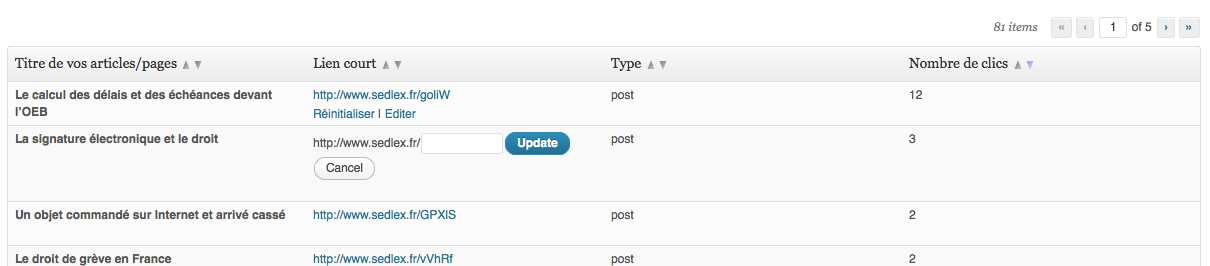 81 items « ‹ 1 of 5 › »
Titre de vos articles/pages Lien court Type Nombre de clics
Le calcul des délais et des échéances devant http://www.sedlex.fr/goliW post 12
l'OEB Réinitialiser | Editer
La signature électronique et le droit http://www.sedlex.fr/ Update post 3
Cancel
Un objet commandé sur Internet et arrivé cassé http://www.sedlex.fr/GPXlS post 2
Le droit de grève en France http://www.sedlex.fr/vVhRf post 2